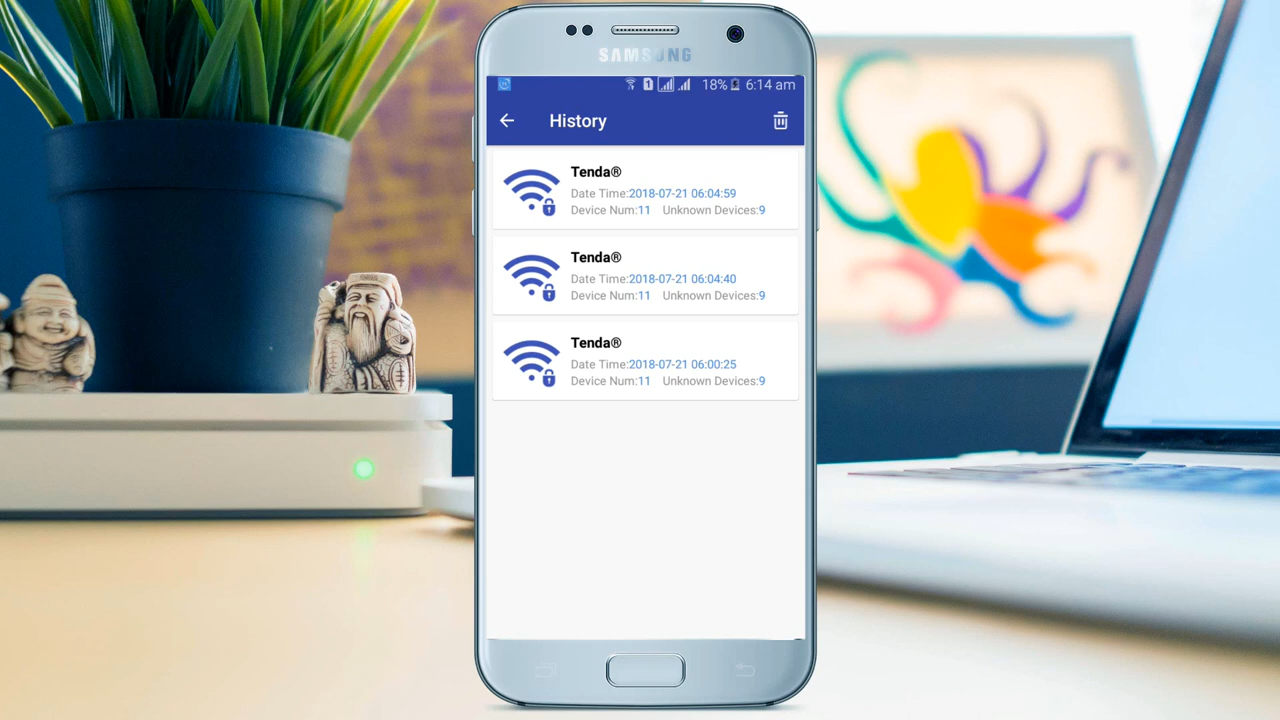 SAMSUNG
18% 6:14 am
History
Tenda®
Date Time:2018-07-21 06:04:59
Device Num:11 Unknown Devices:9
Tenda®
Date Time:2018-07-21 06:04:40
Device Num:11 Unknown Devices:9
Tenda®
Date Time:2018-07-21 06:00:25
Device Num:11 Unknown Devices:9